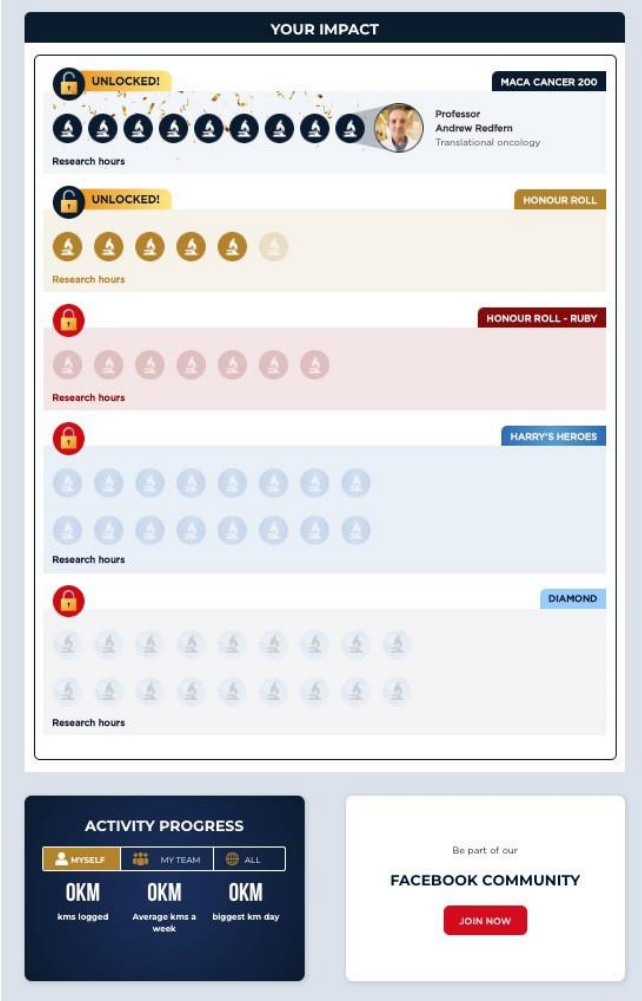 YOUR IMPACT
UNLOCKED!
MACA CANCER 200
Professor
Andrew Redfern
Translational oncology
Research hours
UNLOCKED!
HONOUR ROLL
Research hours
HONOUR ROLL - RUBY
Research hours
HARRY'S HEROES
Research hours
DIAMOND
Research hours
ACTIVITY PROGRESS
MYSELF
MY TEAM
ALL
0KM
0KM
0KM
kms logged
Average kms a
week
biggest km day
Be part of our
FACEBOOK COMMUNITY
JOIN NOW